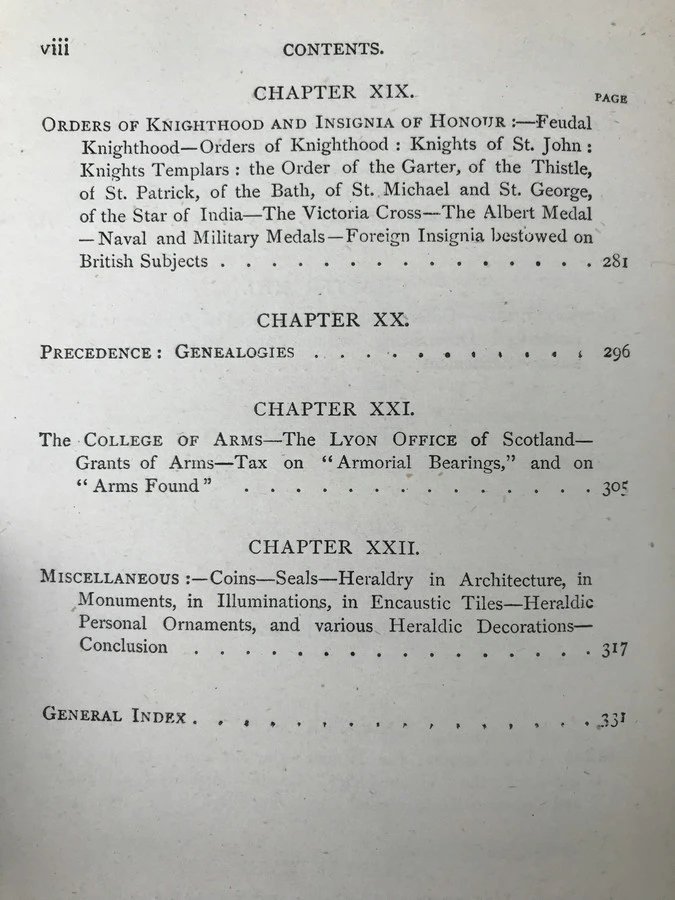 viii CONTENTS.
CHAPTER XIX.
PAGE
ORDERS OF KNIGHTHOOD AND INSIGNIA OF HONOUR :—Feudal
Knighthood—Orders of Knighthood : Knights of St. John :
Knights Templars : the Order of the Garter, of the Thistle,
of St. Patrick, of the Bath, of St. Michael and St. George,
of the Star of India—The Victoria Cross—The Albert Medal
—Naval and Military Medals—Foreign Insignia bestowed on
British Subjects . . . . . . . . . . . . . . . 281
CHAPTER XX.
PRECEDENCE : GENEALOGIES . . . . . . . . . . . 296
CHAPTER XXI.
The COLLEGE OF ARMS—The LYON OFFICE of Scotland—
Grants of Arms—Tax on “Armorial Bearings,” and on
“Arms Found” . . . . . . . . . . . . . . 305
CHAPTER XXII.
MISCELLANEOUS :—Coins—Seals—Heraldry in Architecture, in
Monuments, in Illuminations, in Encaustic Tiles—Heraldic
Personal Ornaments, and various Heraldic Decorations—
Conclusion . . . . . . . . . . . . . . . . 317
GENERAL INDEX . . . . . . . . . . . . . . . . 331